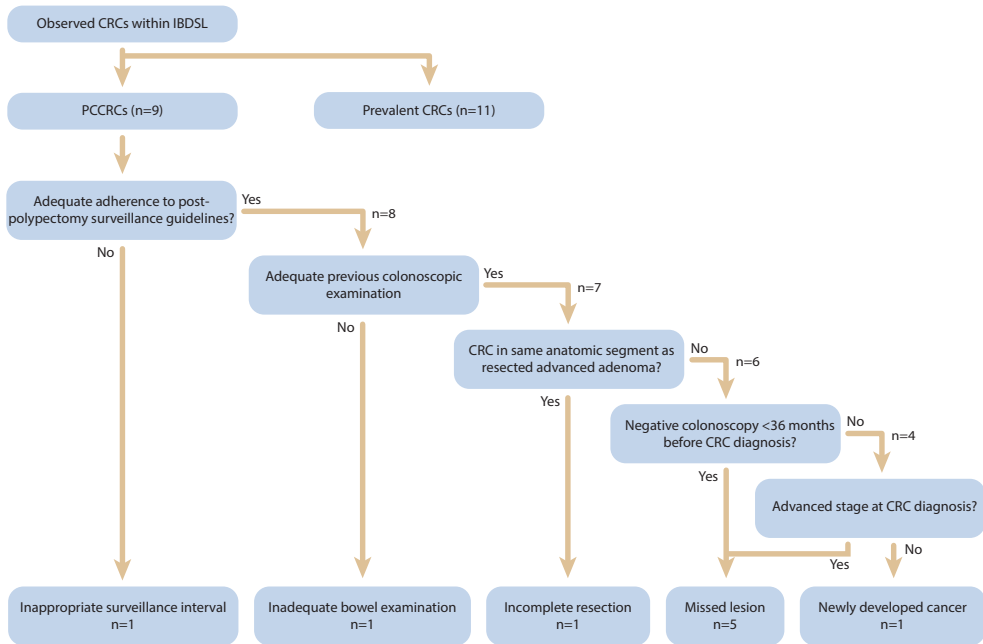 Observed CRCs within IBDSL
PCCRCs (n=9)
Prevalent CRCs (n=11)
Adequate adherence to post-
polypectomy surveillance guidelines?
Yes
n=8
No
Adequate previous colonoscopic
examination
Yes
n=7
No
CRC in same anatomic segment as
resected advanced adenoma?
No
n=6
Yes
Negative colonoscopy <36 months
before CRC diagnosis?
No
n=4
Yes
Advanced stage at CRC diagnosis?
Yes
No
Inappropriate surveillance interval
n=1
Inadequate bowel examination
n=1
Incomplete resection
n=1
Missed lesion
n=5
Newly developed cancer
n=1